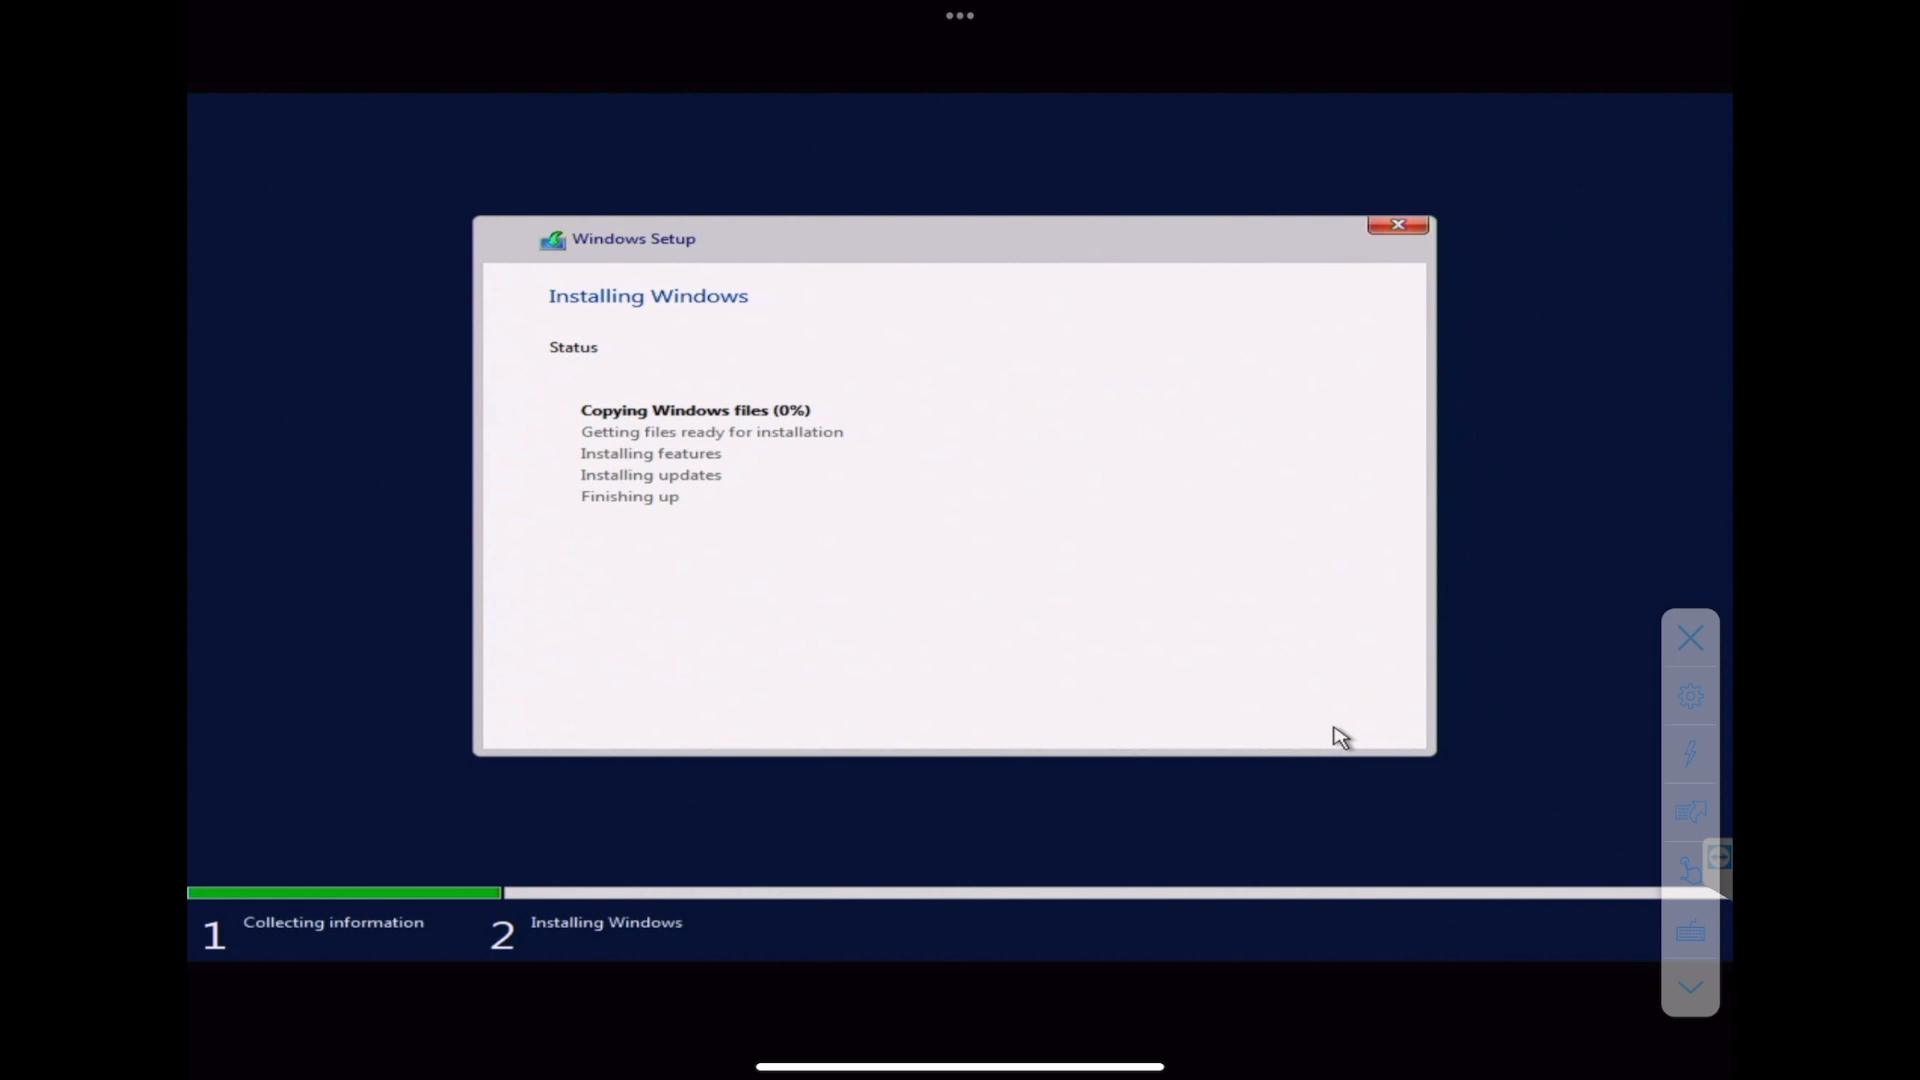 Windows Setup
Installing Windows
Status
Copying Windows files (0%)
Getting files ready for installation
Installing features
Installing updates
Finishing up
1 Collecting information
2 Installing Windows